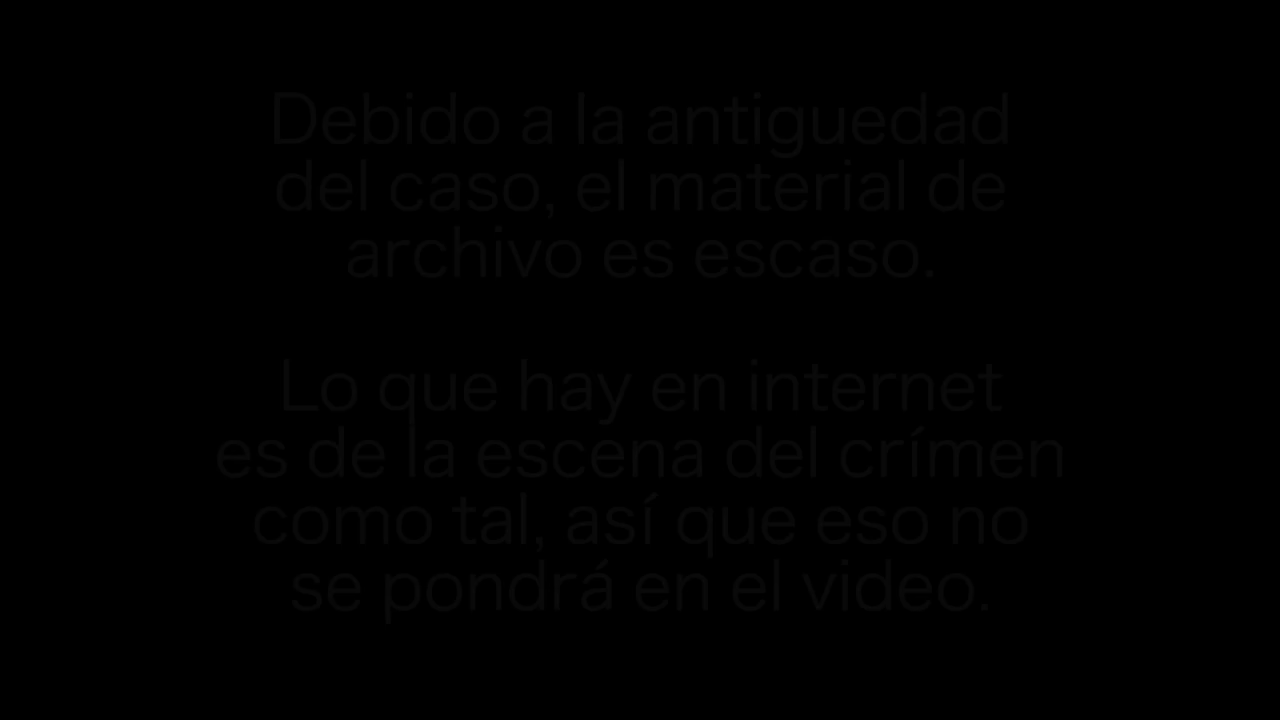 Debido a la antiguedad
del caso, el material de
archivo es escaso.
Lo que hay en internet
es de la escena del crímen
como tal, así que eso no
se pondrá en el video.